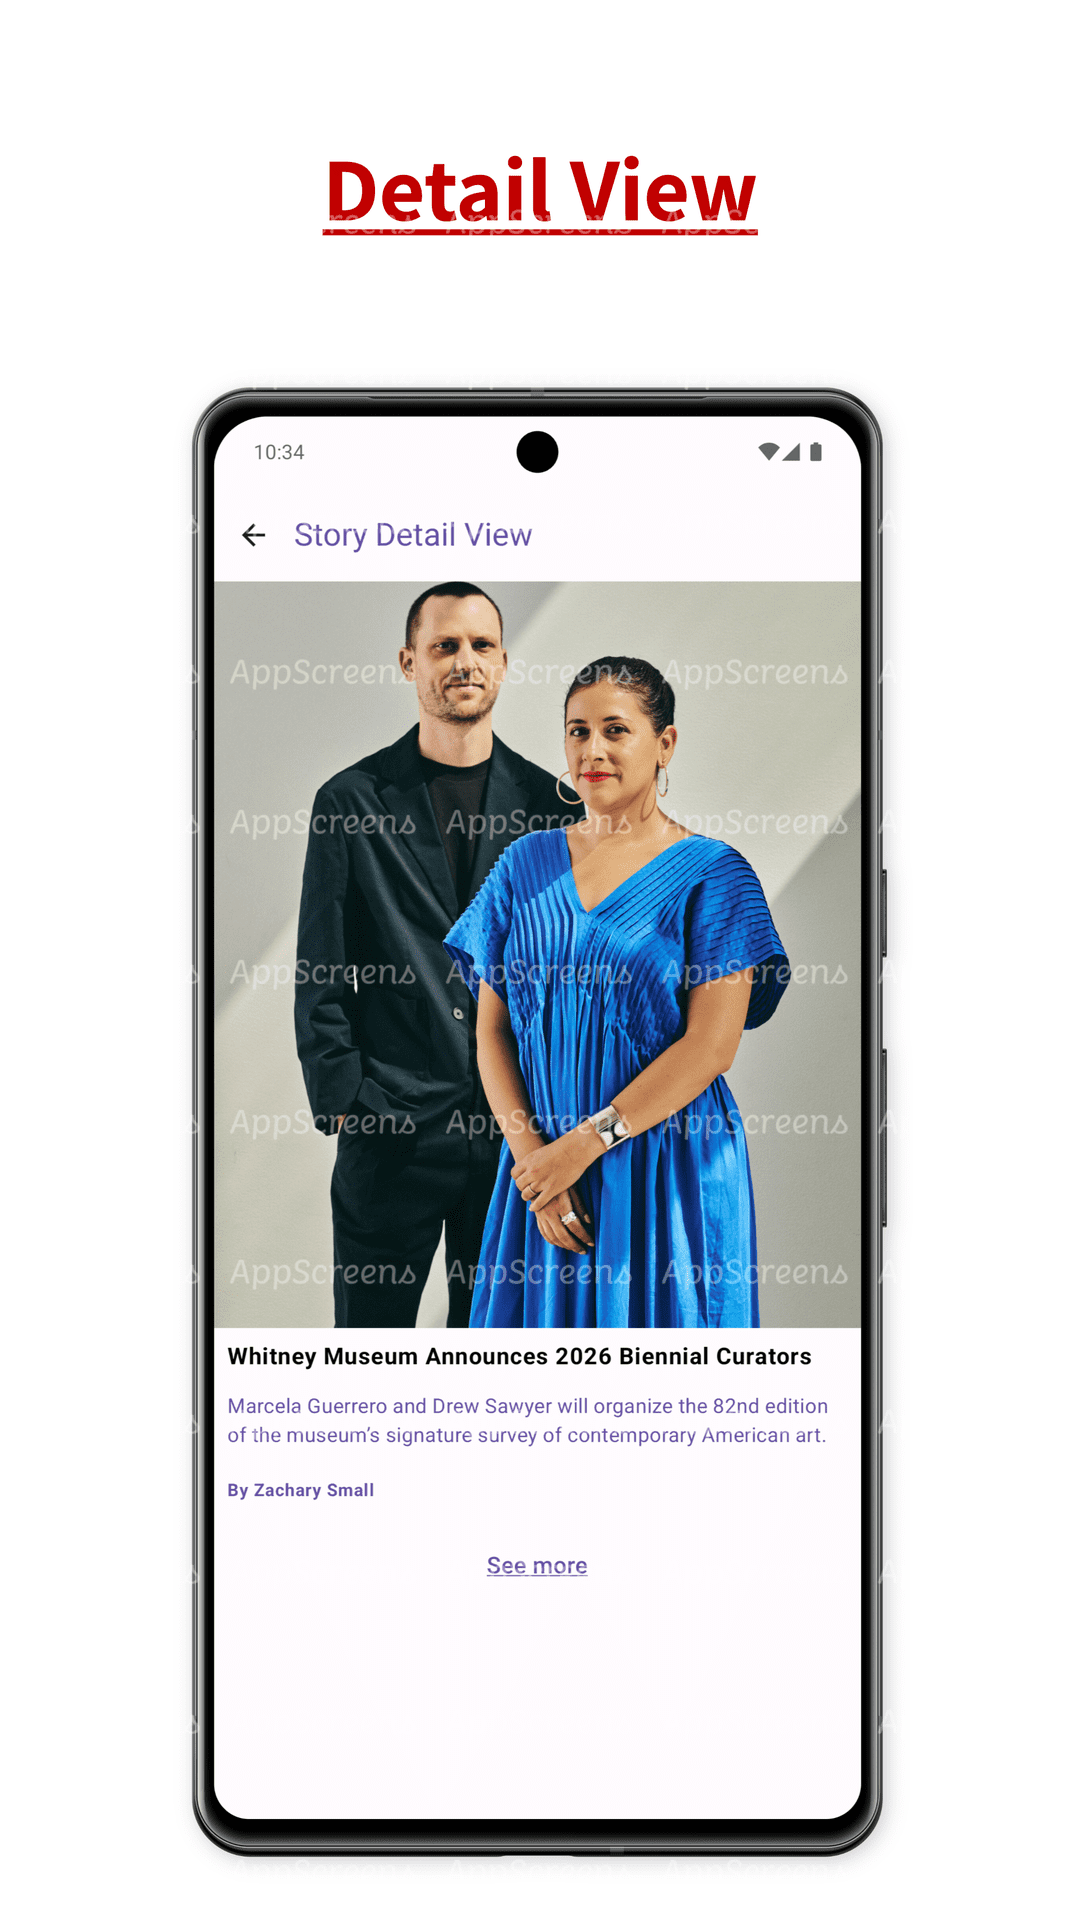 Detail View
10:34
Story Detail View
AppScreens AppScreens AppScreens
AppScreens AppScreens AppScreens
AppScreens AppScreens AppScreens
AppScreens AppScreens AppScreens
AppScreens AppScreens AppScreens
Whitney Museum Announces 2026 Biennial Curators
Marcela Guerrero and Drew Sawyer will organize the 82nd edition
of the museum’s signature survey of contemporary American art.
By Zachary Small
See more